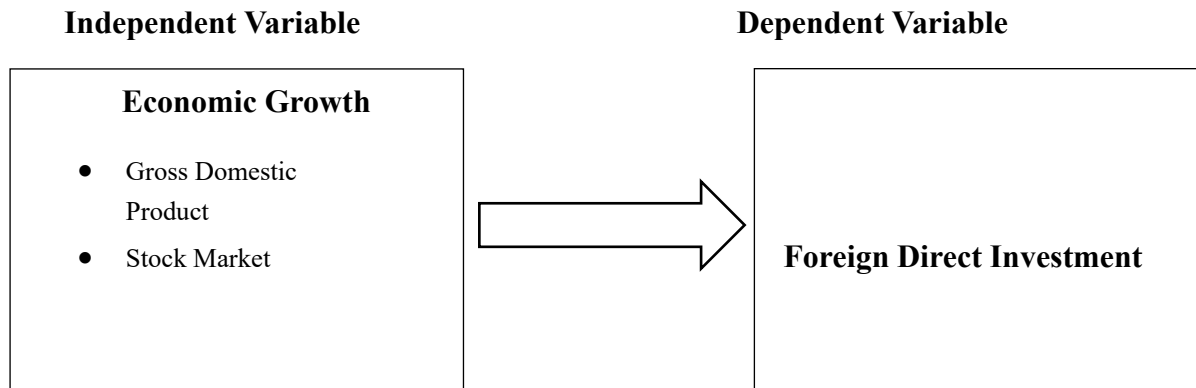 Independent Variable
Dependent Variable
Economic Growth
● Gross Domestic
Product
● Stock Market
Foreign Direct Investment